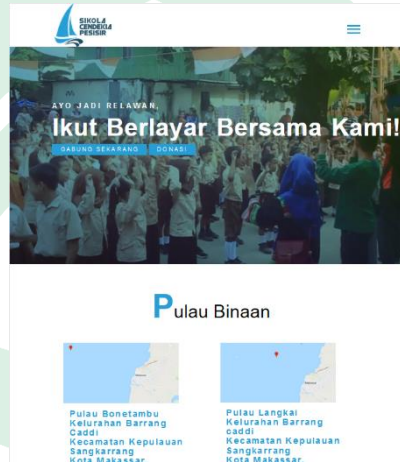 SIKOLA
CENDEKIA
PESISIR
AYO JADI RELAWAN,
Ikut Berlayar Bersama Kami!
GABUNG SEKARANG
DONASI
Pulau Binaan
Pulau Bonetambu
Kelurahan Barrang
Caddi
Kecamatan Kepulauan
Sangkarrang
Kota Makassar
Pulau Langkai
Kelurahan Barrang
caddi
Kecamatan Kepulauan
Sangkarrang
Kota Makassar,